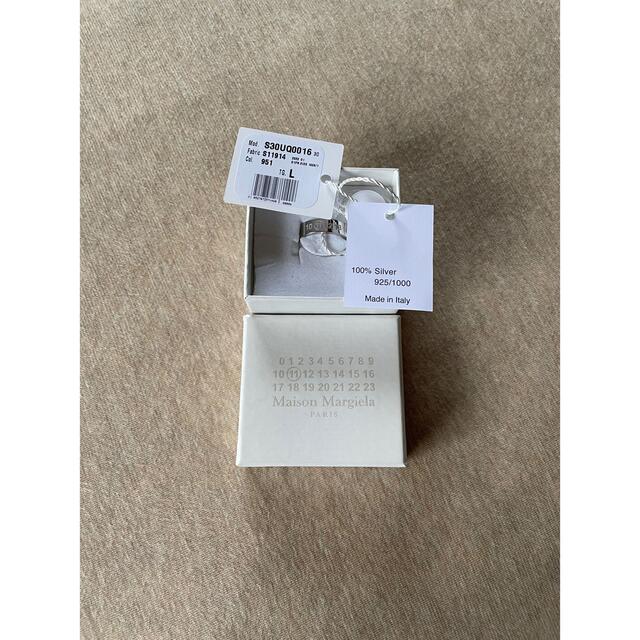 Mod. S30UQ0016
Fabric S11914
Col. 951
TG. L
10 11
100% Silver
925/1000
Made in Italy
0 1 2 3 4 5 6 7 8 9
10 11 12 13 14 15 16
17 18 19 20 21 22 23
Maison Margiela
PARIS